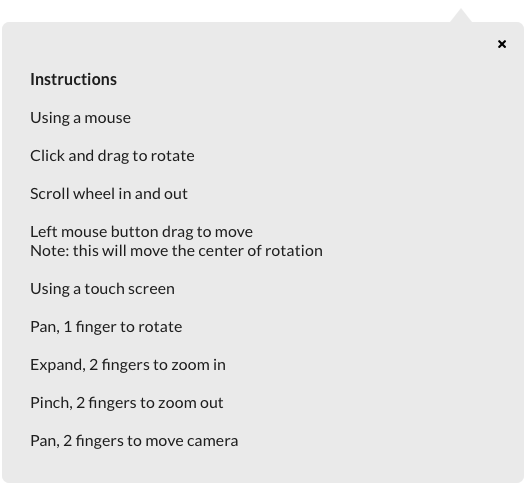 Instructions
Using a mouse
Click and drag to rotate
Scroll wheel in and out
Left mouse button drag to move
Note: this will move the center of rotation
Using a touch screen
Pan, 1 finger to rotate
Expand, 2 fingers to zoom in
Pinch, 2 fingers to zoom out
Pan, 2 fingers to move camera